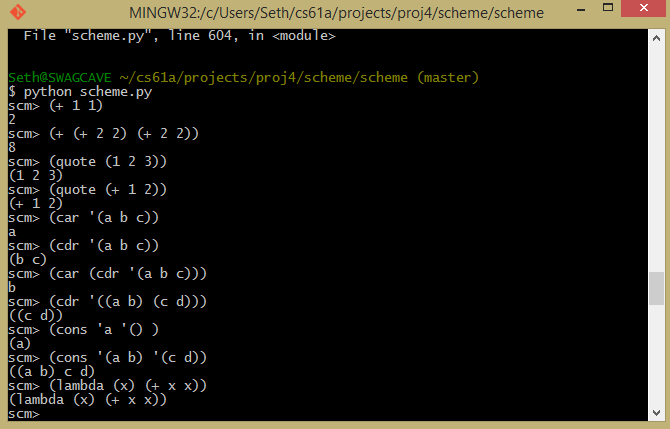 MINGW32:/c/Users/Seth/cs61a/projects/proj4/scheme/scheme
File "scheme.py", line 604, in <module>
Seth@SWAGCAVE ~/cs61a/projects/proj4/scheme/scheme (master)
$ python scheme.py
scm> (+ 1 1)
2
scm> (+ (+ 2 2) (+ 2 2))
8
scm> (quote (1 2 3))
(1 2 3)
scm> (quote (+ 1 2))
(+ 1 2)
scm> (car '(a b c))
a
scm> (cdr '(a b c))
(b c)
scm> (car (cdr '(a b c)))
b
scm> (cdr '((a b) (c d)))
((c d))
scm> (cons 'a '() )
(a)
scm> (cons '(a b) '(c d))
((a b) c d)
scm> (lambda (x) (+ x x))
(lambda (x) (+ x x))
scm>